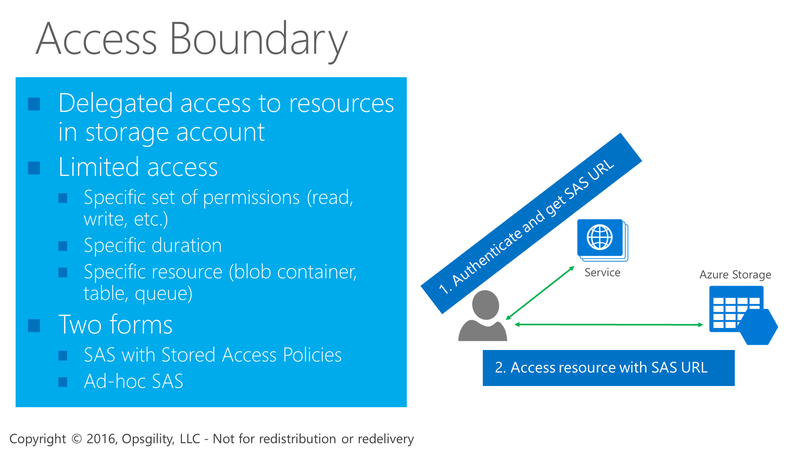 Access Boundary
Delegated access to resources
in storage account
Limited access
Specific set of permissions (read,
write, etc.)
Specific duration
Specific resource (blob container,
table, queue)
Two forms
SAS with Stored Access Policies
Ad-hoc SAS
1. Authenticate and get SAS URL
Service
Azure Storage
2. Access resource with SAS URL
Copyright © 2016, Opsgility, LLC - Not for redistribution or redelivery